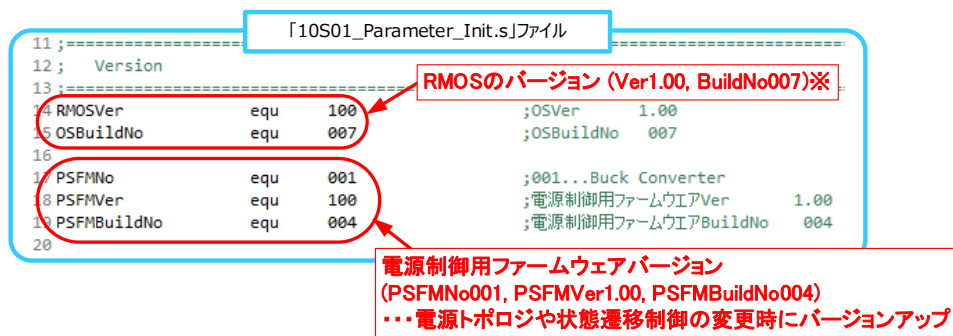 「10S01_Parameter_Init.s」ファイル
11 ;=====================================================
12 ;   Version
13 ;=====================================================
RMOSのバージョン (Ver1.00, BuildNo007)※
14 RMOSVer equ 100 ;OSVer 1.00
15 OSBuildNo equ 007 ;OSBuildNo 007
16
17 PSFMNo equ 001 ;001...Buck Converter
18 PSFMVer equ 100 ;電源制御用ファームウエアVer 1.00
19 PSFMBuildNo equ 004 ;電源制御用ファームウエアBuildNo 004
20
電源制御用ファームウェアバージョン
(PSFMNo001, PSFMVer1.00, PSFMBuildNo004)
・・・電源トポロジや状態遷移制御の変更時にバージョンアップ